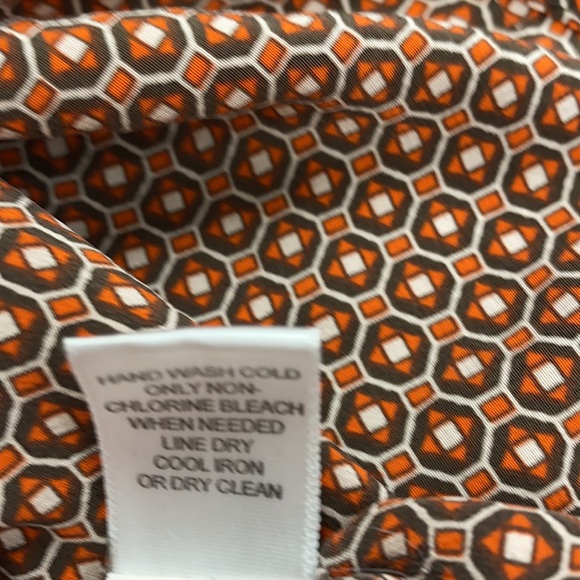 HAND WASH COLD
ONLY NON-
CHLORINE BLEACH
WHEN NEEDED
LINE DRY
COOL IRON
OR DRY CLEAN